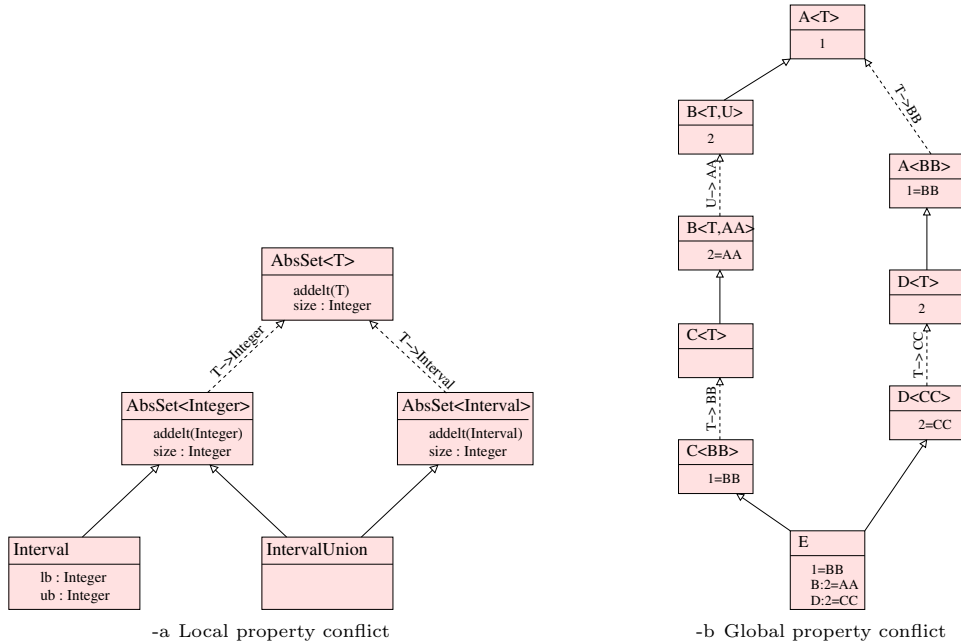 AbsSet<T>
addelt(T)
size : Integer
T−>Integer
T−>Interval
AbsSet<Integer>
addelt(Integer)
size : Integer
AbsSet<Interval>
addelt(Interval)
size : Integer
Interval
lb : Integer
ub : Integer
IntervalUnion
-a Local property conflict
A<T>
1
T−>BB
B<T,U>
2
A<BB>
1=BB
U−> AA
B<T,AA>
2=AA
D<T>
2
C<T>
T−> CC
T−> BB
D<CC>
2=CC
C<BB>
1=BB
E
1=BB
B:2=AA
D:2=CC
-b Global property conflict